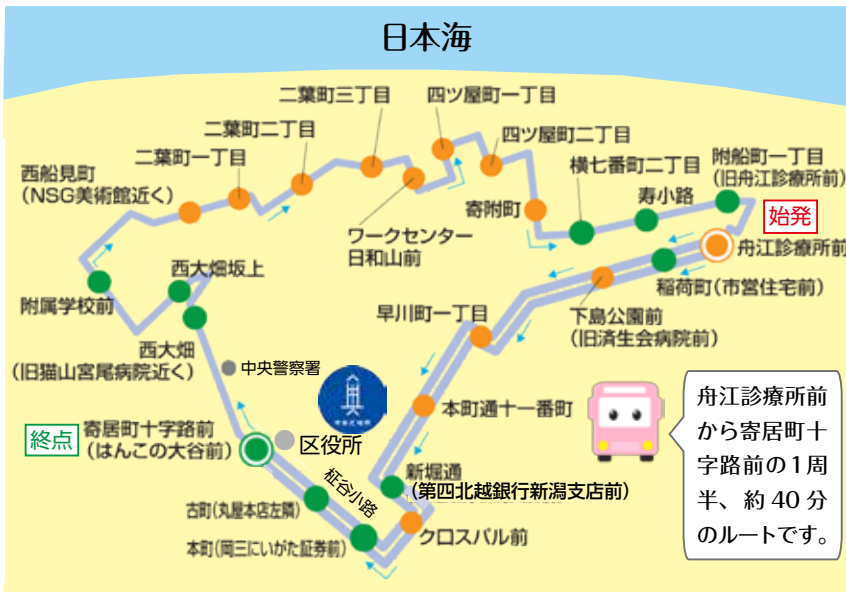 日本海
二葉町三丁目
四ツ屋町一丁目
二葉町二丁目
四ツ屋町二丁目
二葉町一丁目
西船見町
(NSG美術館近く)
横七番町二丁目
附船町一丁目
(旧舟江診療所前)
寿小路
始発
寄附町
ワークセンター
日和山前
舟江診療所前
稲荷町(市営住宅前)
西大畑坂上
附属学校前
早川町一丁目
下島公園前
(旧済生会病院前)
西大畑
(旧猫山宮尾病院近く)
中央警察署
本町通十一番町
舟江診療所前
から寄居町十
字路前の1周
半、約40分
のルートです。
終点
寄居町十字路前
(はんこの大谷前)
区役所
新堀通
(第四北越銀行新潟支店前)
柾谷小路
古町(丸屋本店左隣)
クロスパル前
本町(岡三にいがた証券前)